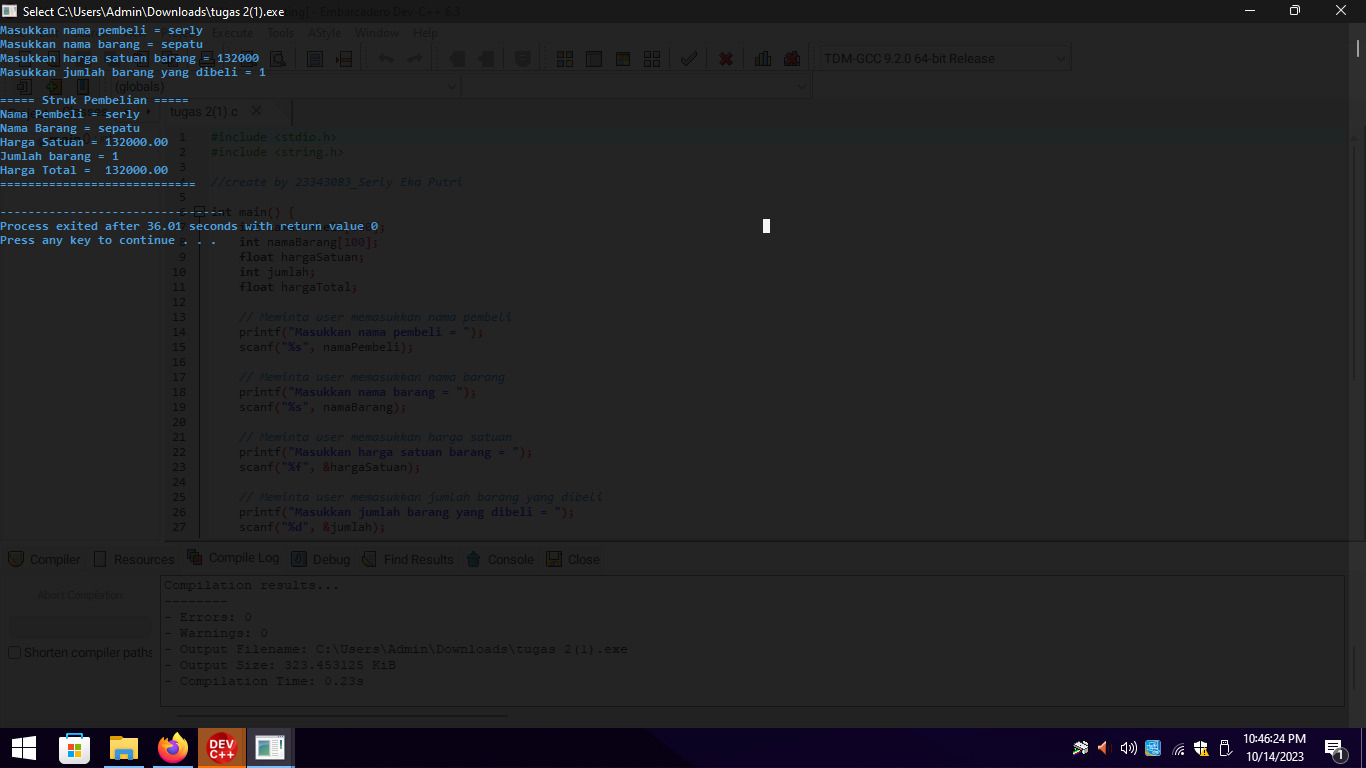 Select C:\Users\Admin\Downloads\tugas 2(1).exe
Embarcadero Dev-C++ 6.3
Masukkan nama pembeli = serly
Execute Tools AStyle Window Help
Masukkan nama barang = sepatu
Masukkan harga satuan barang = 132000
TDM-GCC 9.2.0 64-bit Release
Masukkan jumlah barang yang dibeli = 1
(globals)
===== Struk Pembelian =====
tugas 2(1).c
Nama Pembeli = serly
Nama Barang = sepatu
Harga Satuan = 132000.00
Jumlah barang = 1
Harga Total =  132000.00
============================
--------------------------------
Process exited after 36.01 seconds with return value 0
Press any key to continue . . .
1 #include <stdio.h>
2 #include <string.h>
3
//create by 23343083_Serly Eka Putri
5
6 int main() {
int namaBarang[100];
9 float hargaSatuan;
10 int jumlah;
11 float hargaTotal;
12
13 // Meminta user memasukkan nama pembeli
14 printf("Masukkan nama pembeli = ");
15 scanf("%s", namaPembeli);
16
17 // Meminta user memasukkan nama barang
18 printf("Masukkan nama barang = ");
19 scanf("%s", namaBarang);
20
21 // Meminta user memasukkan harga satuan
22 printf("Masukkan harga satuan barang = ");
23 scanf("%f", &hargaSatuan);
24
25 // Meminta user memasukkan jumlah barang yang dibeli
26 printf("Masukkan jumlah barang yang dibeli = ");
27 scanf("%d", &jumlah);
Compiler Resources Compile Log Debug Find Results Console Close
Abort Compilation
Shorten compiler paths
Compilation results...
--------
- Errors: 0
- Warnings: 0
- Output Filename: C:\Users\Admin\Downloads\tugas 2(1).exe
- Output Size: 323.453125 KiB
- Compilation Time: 0.23s
DEV
C++
10:46:24 PM
10/14/2023
1